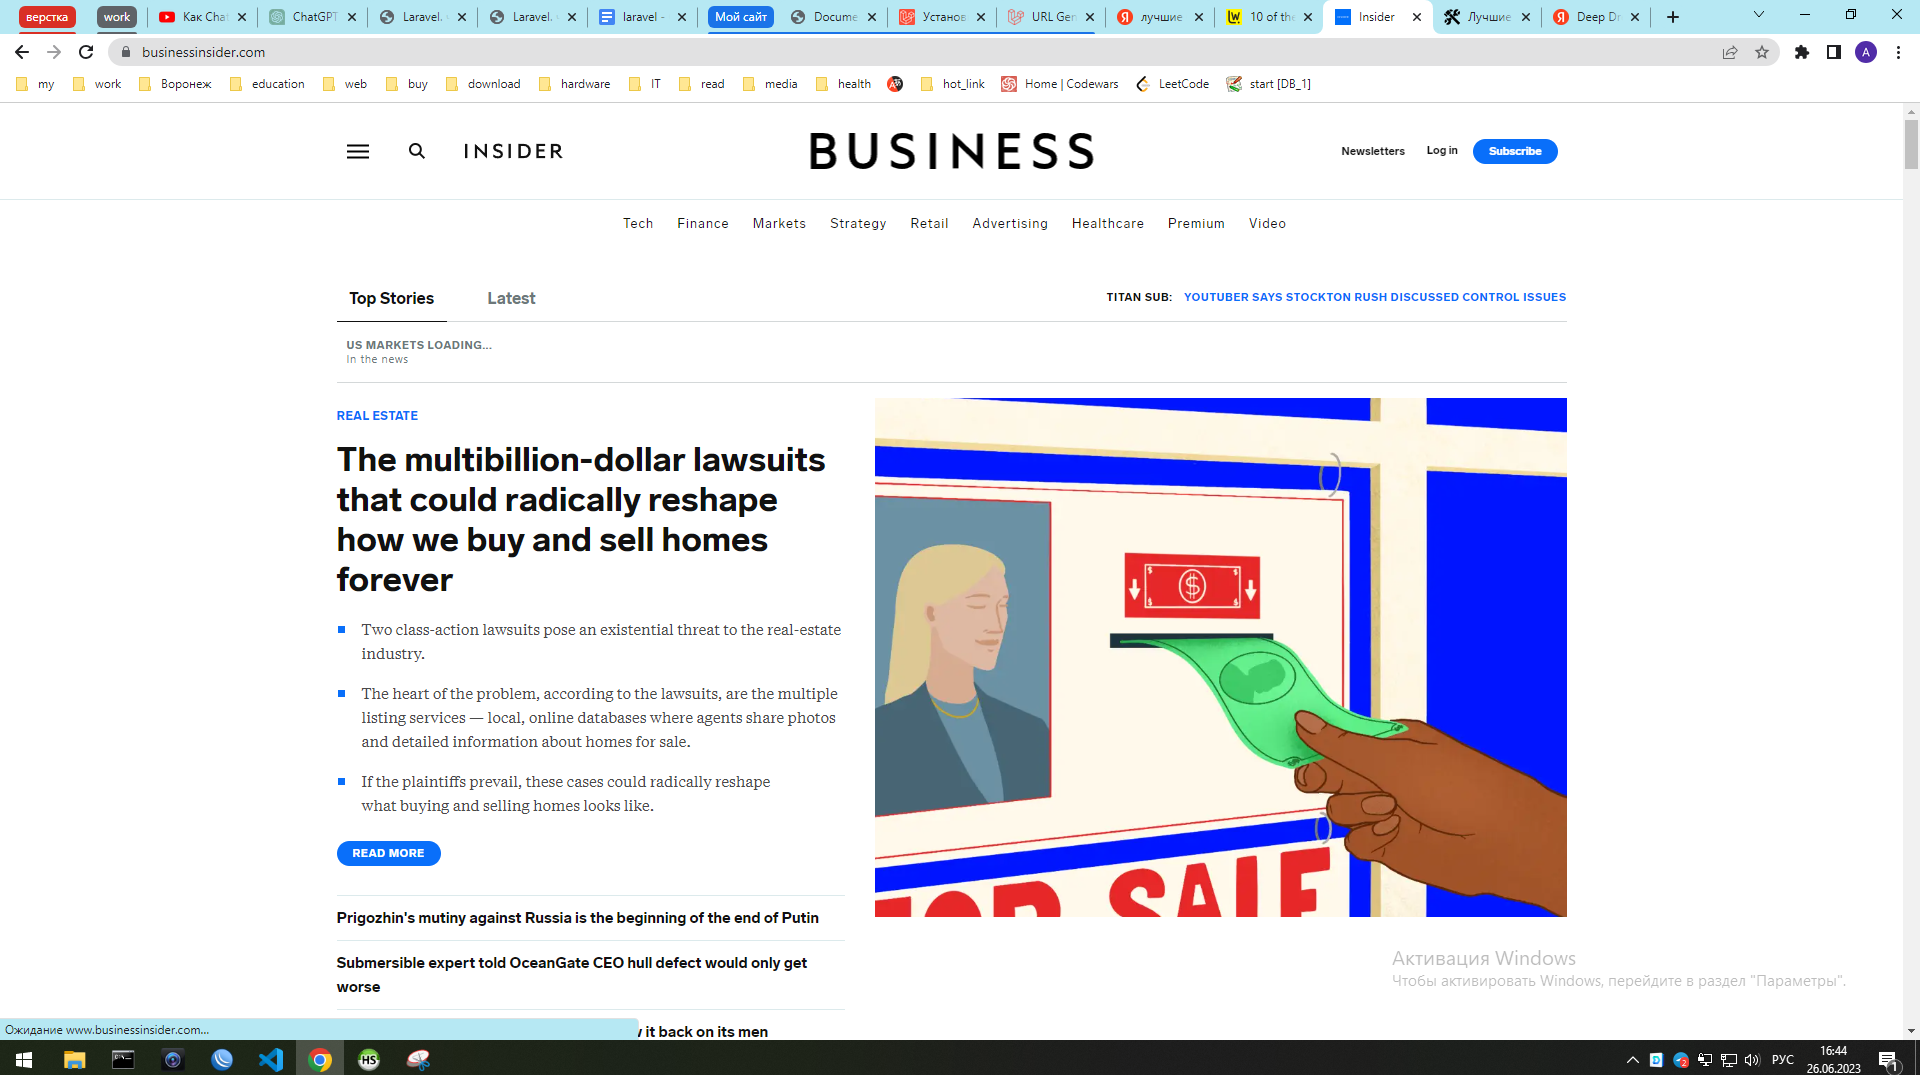 верстка work Как Chat ChatGPT Laravel. Laravel. laravel - Мой сайт Docume Установ URL Gen лучшие 10 of the Insider Лучшие Deep Dr
businessinsider.com
my work Воронеж education web buy download hardware IT read media health hot_link Home | Codewars LeetCode start [DB_1]
INSIDER BUSINESS Newsletters Log in Subscribe
Tech Finance Markets Strategy Retail Advertising Healthcare Premium Video
Top Stories Latest TITAN SUB: YOUTUBER SAYS STOCKTON RUSH DISCUSSED CONTROL ISSUES
US MARKETS LOADING...
In the news
REAL ESTATE
The multibillion-dollar lawsuits
that could radically reshape
how we buy and sell homes
forever
Two class-action lawsuits pose an existential threat to the real-estate
industry.
The heart of the problem, according to the lawsuits, are the multiple
listing services — local, online databases where agents share photos
and detailed information about homes for sale.
If the plaintiffs prevail, these cases could radically reshape
what buying and selling homes looks like.
READ MORE
FOR SALE
Prigozhin's mutiny against Russia is the beginning of the end of Putin
Submersible expert told OceanGate CEO hull defect would only get
worse
it back on its men
Активация Windows
Чтобы активировать Windows, перейдите в раздел "Параметры".
Ожидание www.businessinsider.com...
HS РУС 16:44
26.06.2023